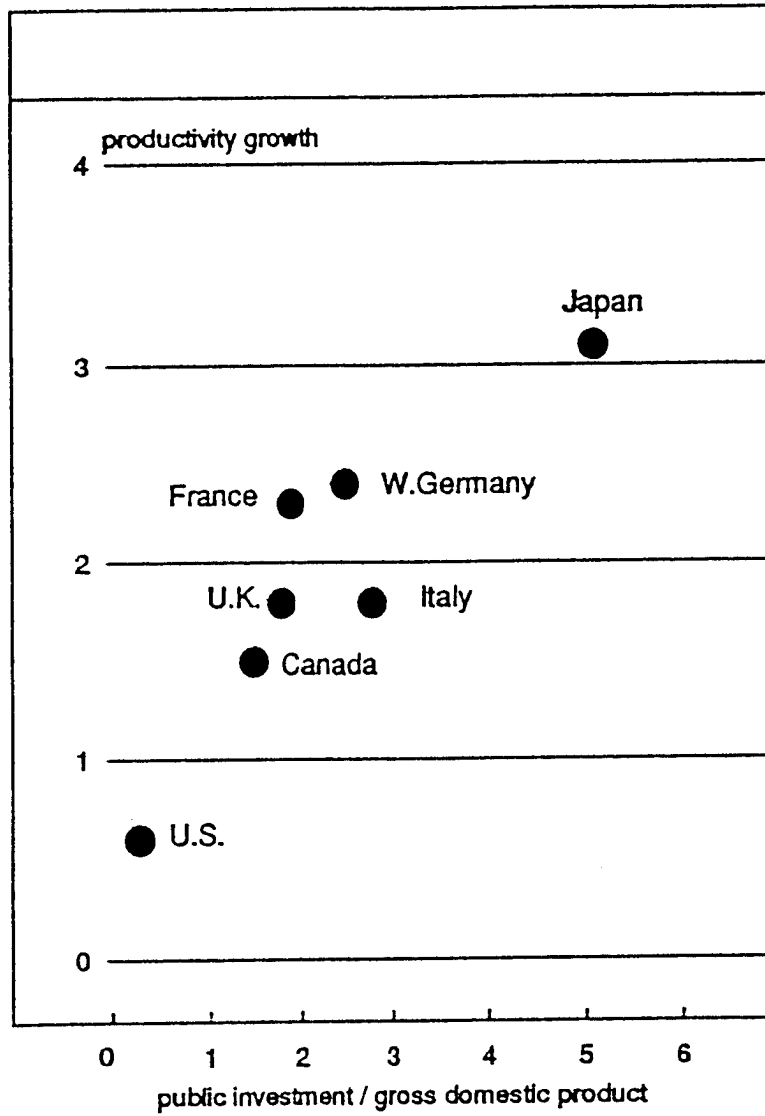 productivity growth
4
Japan
3
France
W.Germany
2
U.K.
Italy
Canada
1
U.S.
0
0 1 2 3 4 5 6
public investment / gross domestic product